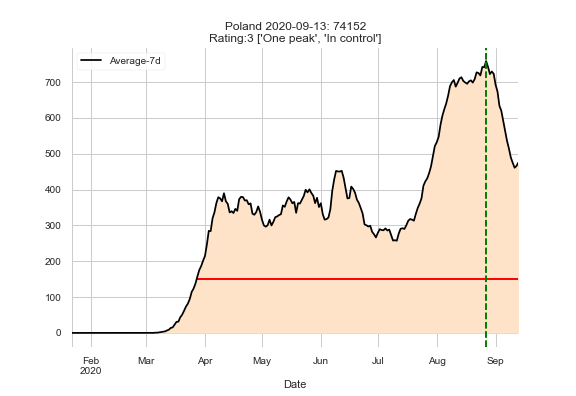 Poland 2020-09-13: 74152
Rating:3 ['One peak', 'In control']
Average-7d
700
600
500
400
300
200
100
0
Feb
2020
Mar
Apr
May
Jun
Jul
Aug
Sep
Date